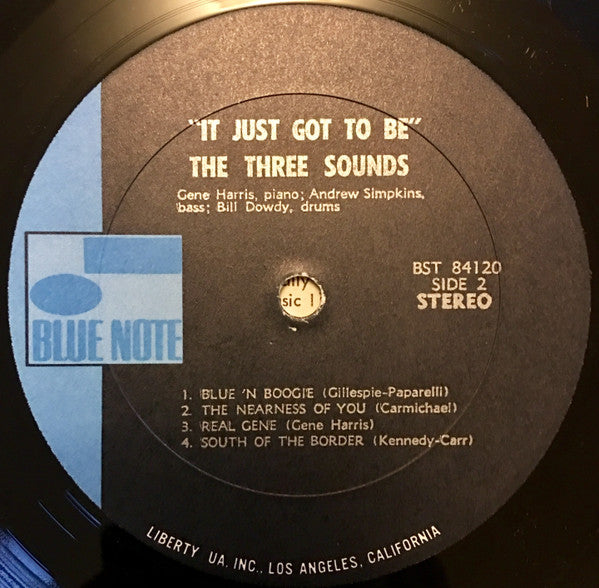 "IT JUST GOT TO BE"
THE THREE SOUNDS
Gene Harris, piano; Andrew Simpkins,
bass; Bill Dowdy, drums
BST 84120
SIDE 2
STEREO
sic I
BLUE NOTE
1. BLUE 'N BOOGIE (Gillespie-Paparelli)
2. THE NEARNESS OF YOU (Carmichael)
3. REAL GENE (Gene Harris)
4. SOUTH OF THE BORDER (Kennedy-Carr)
LIBERTY UA, INC., LOS ANGELES, CALIFORNIA